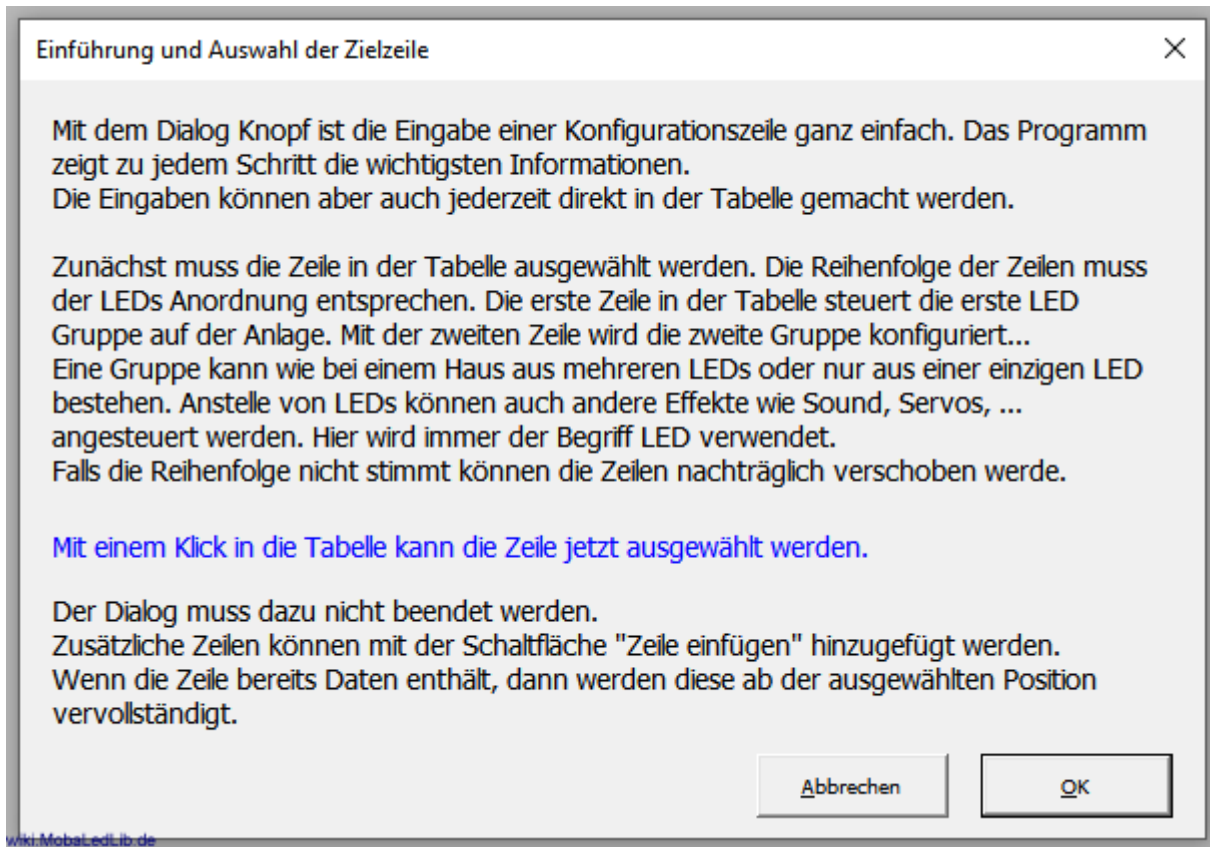 Einführung und Auswahl der Zielzeile
Mit dem Dialog Knopf ist die Eingabe einer Konfigurationszeile ganz einfach. Das Programm
zeigt zu jedem Schritt die wichtigsten Informationen.
Die Eingaben können aber auch jederzeit direkt in der Tabelle gemacht werden.
Zunächst muss die Zeile in der Tabelle ausgewählt werden. Die Reihenfolge der Zeilen muss
der LEDs Anordnung entsprechen. Die erste Zeile in der Tabelle steuert die erste LED
Gruppe auf der Anlage. Mit der zweiten Zeile wird die zweite Gruppe konfiguriert...
Eine Gruppe kann wie bei einem Haus aus mehreren LEDs oder nur aus einer einzigen LED
bestehen. Anstelle von LEDs können auch andere Effekte wie Sound, Servos, ...
angesteuert werden. Hier wird immer der Begriff LED verwendet.
Falls die Reihenfolge nicht stimmt können die Zeilen nachträglich verschoben werde.
Mit einem Klick in die Tabelle kann die Zeile jetzt ausgewählt werden.
Der Dialog muss dazu nicht beendet werden.
Zusätzliche Zeilen können mit der Schaltfläche "Zeile einfügen" hinzugefügt werden.
Wenn die Zeile bereits Daten enthält, dann werden diese ab der ausgewählten Position
vervollständigt.
Abbrechen
OK
wiki.MobaLedLib.de